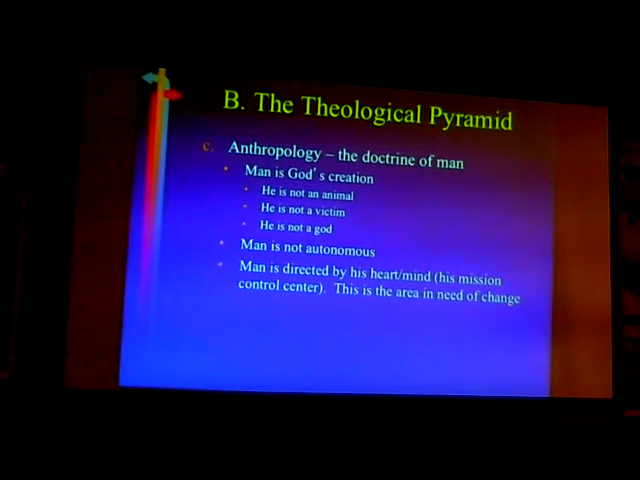 B. The Theological Pyramid
c. Anthropology – the doctrine of man
• Man is God's creation
• He is not an animal
• He is not a victim
• He is not a god
• Man is not autonomous
• Man is directed by his heart/mind (his mission
control center). This is the area in need of change